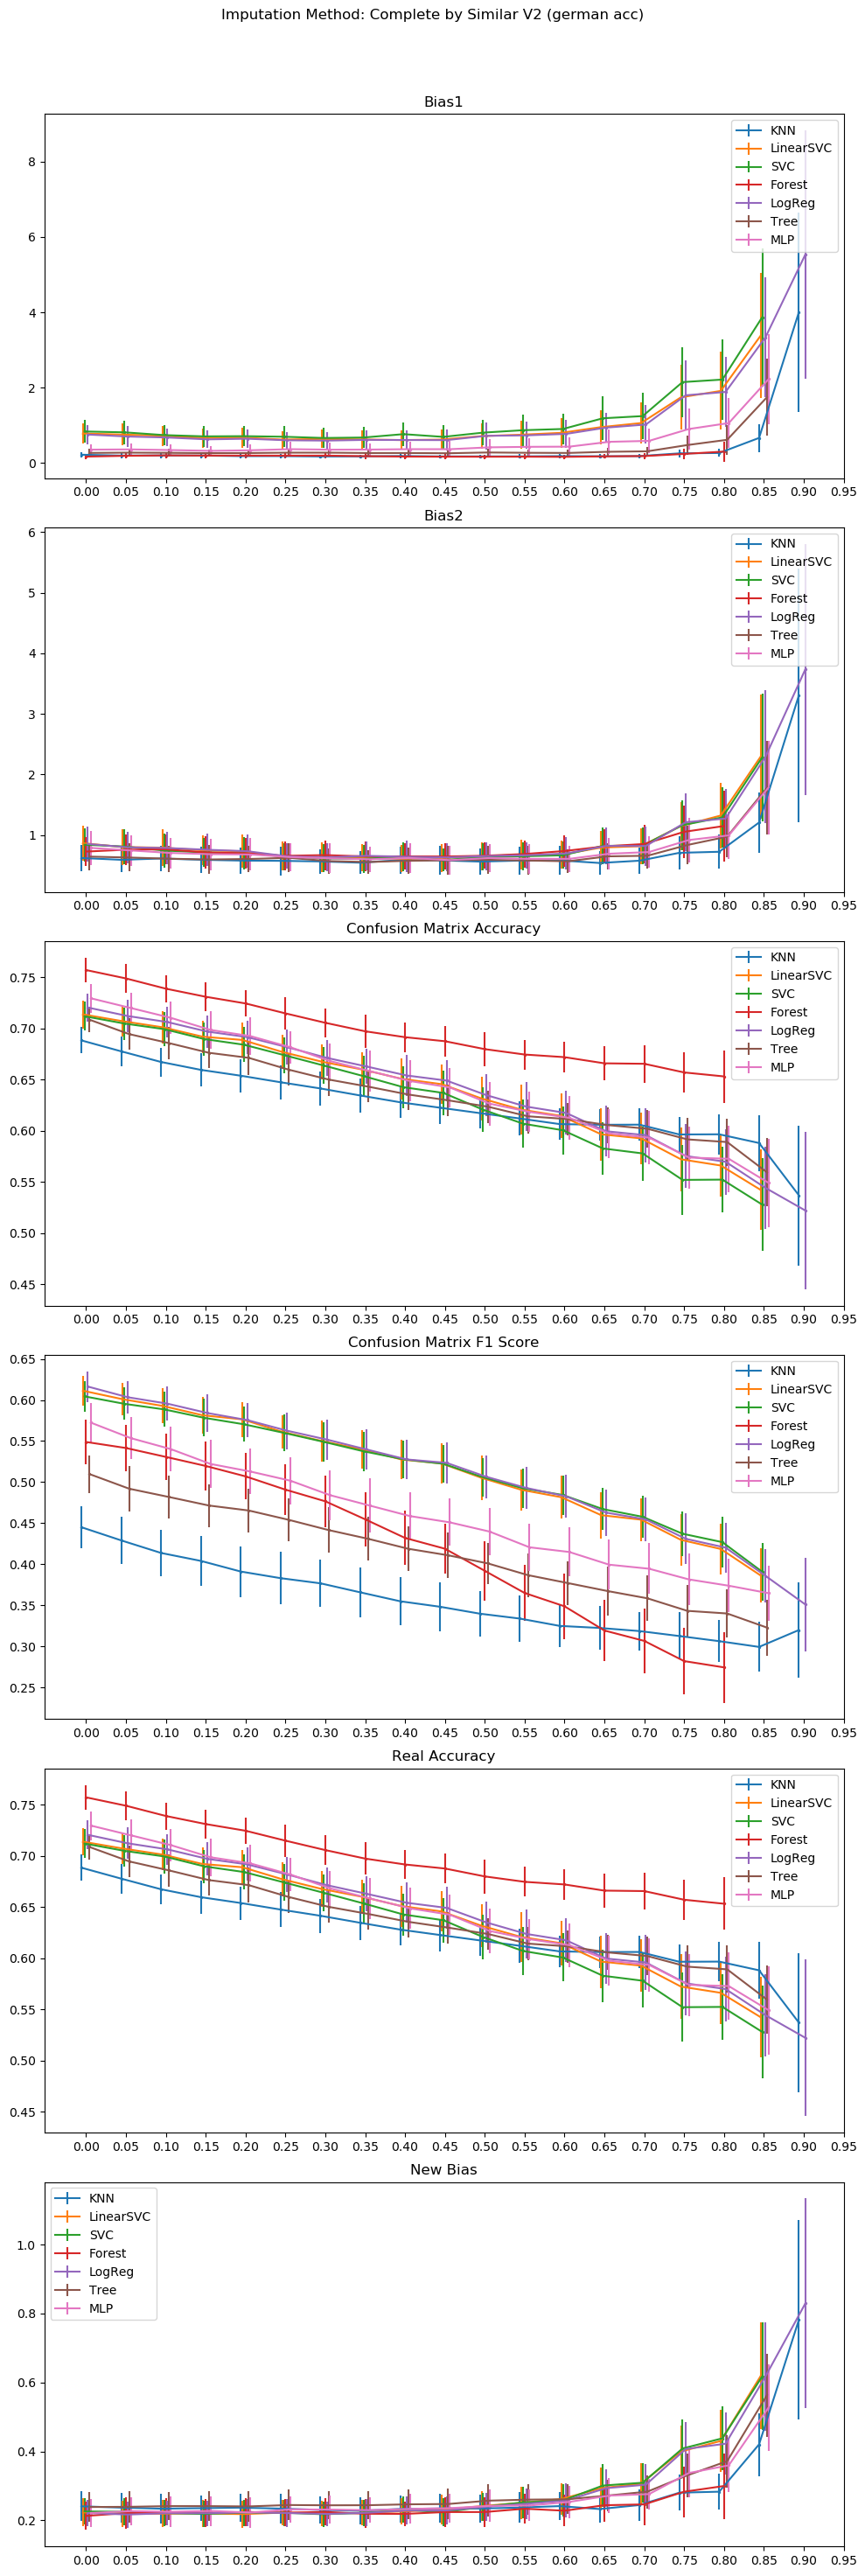 Imputation Method: Complete by Similar V2 (german acc)
Bias1
8
6
4
2
0
KNN
LinearSVC
SVC
Forest
LogReg
Tree
MLP
0.00 0.05 0.10 0.15 0.20 0.25 0.30 0.35 0.40 0.45 0.50 0.55 0.60 0.65 0.70 0.75 0.80 0.85 0.90 0.95
Bias2
6
5
4
3
2
1
KNN
LinearSVC
SVC
Forest
LogReg
Tree
MLP
0.00 0.05 0.10 0.15 0.20 0.25 0.30 0.35 0.40 0.45 0.50 0.55 0.60 0.65 0.70 0.75 0.80 0.85 0.90 0.95
Confusion Matrix Accuracy
0.75
0.70
0.65
0.60
0.55
0.50
0.45
KNN
LinearSVC
SVC
Forest
LogReg
Tree
MLP
0.00 0.05 0.10 0.15 0.20 0.25 0.30 0.35 0.40 0.45 0.50 0.55 0.60 0.65 0.70 0.75 0.80 0.85 0.90 0.95
Confusion Matrix F1 Score
0.65
0.60
0.55
0.50
0.45
0.40
0.35
0.30
0.25
KNN
LinearSVC
SVC
Forest
LogReg
Tree
MLP
0.00 0.05 0.10 0.15 0.20 0.25 0.30 0.35 0.40 0.45 0.50 0.55 0.60 0.65 0.70 0.75 0.80 0.85 0.90 0.95
Real Accuracy
0.75
0.70
0.65
0.60
0.55
0.50
0.45
KNN
LinearSVC
SVC
Forest
LogReg
Tree
MLP
0.00 0.05 0.10 0.15 0.20 0.25 0.30 0.35 0.40 0.45 0.50 0.55 0.60 0.65 0.70 0.75 0.80 0.85 0.90 0.95
New Bias
1.0
0.8
0.6
0.4
0.2
KNN
LinearSVC
SVC
Forest
LogReg
Tree
MLP
0.00 0.05 0.10 0.15 0.20 0.25 0.30 0.35 0.40 0.45 0.50 0.55 0.60 0.65 0.70 0.75 0.80 0.85 0.90 0.95